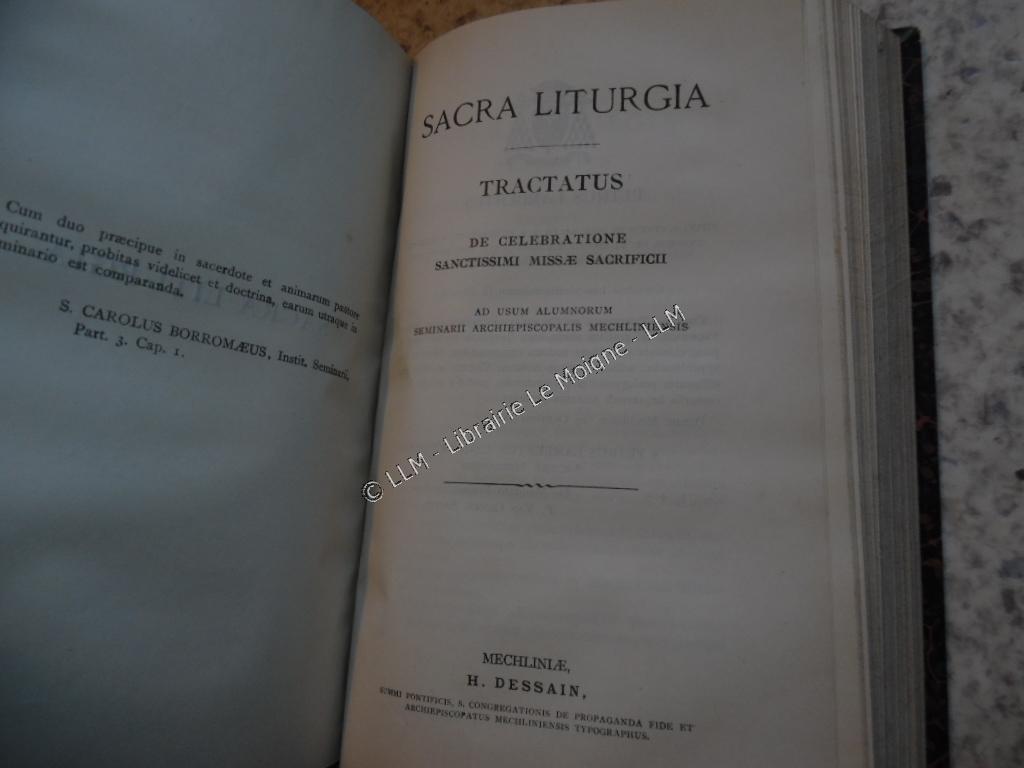 Cum duo præcipue in sacerdote et animarum pastore
quirantur, probitas videlicet et doctrina, earum utraque in
minario est comparanda.
S. CAROLUS BORROMÆUS, Instit. Seminarii,
Part. 3. Cap. 1.
SACRA LITURGIA
TRACTATUS
DE CELEBRATIONE
SANCTISSIMI MISSÆ SACRIFICII
AD USUM ALUMNORUM
SEMINARII ARCHIEPISCOPALIS MECHLINIENSIS
MECHLINIÆ,
H. DESSAIN,
SUMMI PONTIFICIS, S. CONGREGATIONIS DE PROPAGANDA FIDE ET
ARCHIEPISCOPATUS MECHLINIENSIS TYPOGRAPHUS.
© LLM - Librairie Le Moigne - LLM